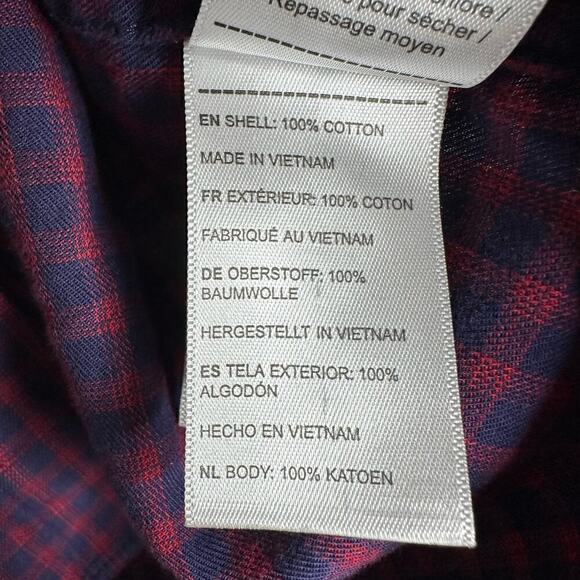 pour sécher /
Repassage moyen
EN SHELL: 100% COTTON
MADE IN VIETNAM
FR EXTÉRIEUR: 100% COTON
FABRIQUÉ AU VIETNAM
DE OBERSTOFF: 100%
BAUMWOLLE
HERGESTELLT IN VIETNAM
ES TELA EXTERIOR: 100%
ALGODÓN
HECHO EN VIETNAM
NL BODY: 100% KATOEN